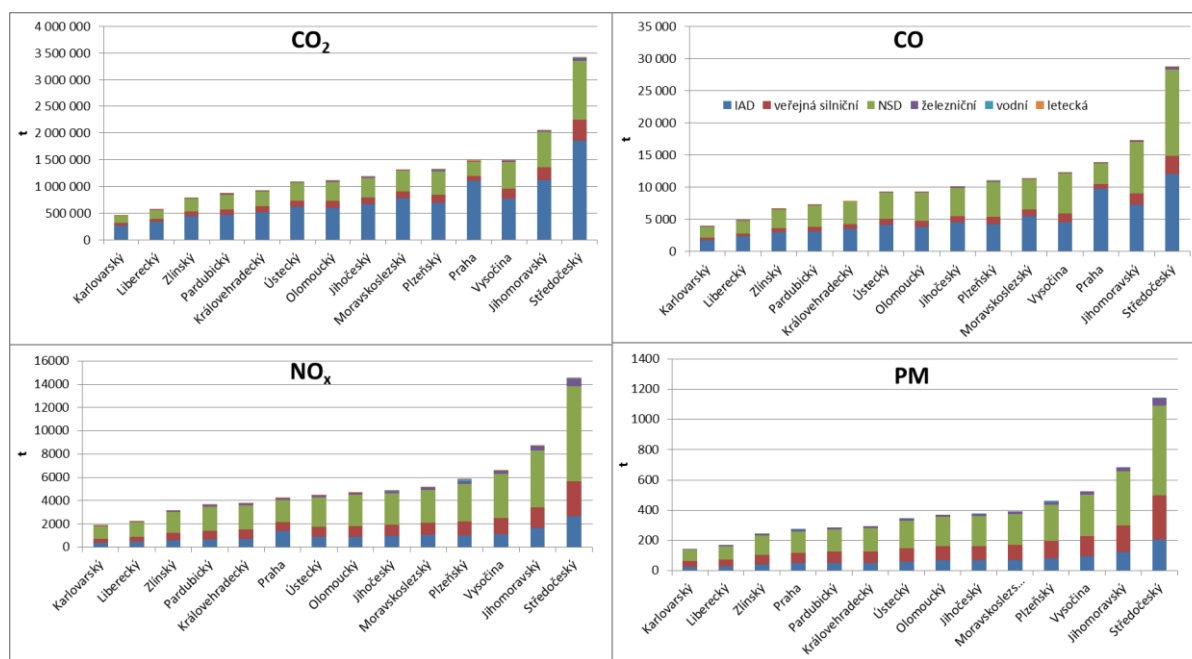 CO2
4 000 000
3 500 000
3 000 000
2 500 000
2 000 000
1 500 000
1 000 000
500 000
0
t
Karlovarský
Liberecký
Zlínský
Pardubický
Královehradecký
Ústecký
Olomoucký
Jihočeský
Moravskoslezský
Plzeňský
Praha
Vysočina
Jihomoravský
Středočeský
CO
35 000
30 000
25 000
20 000
15 000
10 000
5 000
0
t
IAD veřejná silniční NSD železniční vodní letecká
Karlovarský
Liberecký
Zlínský
Pardubický
Královehradecký
Ústecký
Olomoucký
Jihočeský
Plzeňský
Moravskoslezský
Vysočina
Praha
Jihomoravský
Středočeský
NOx
16000
14000
12000
10000
8000
6000
4000
2000
0
t
Karlovarský
Liberecký
Zlínský
Pardubický
Královehradecký
Praha
Ústecký
Olomoucký
Jihočeský
Moravskoslezský
Plzeňský
Vysočina
Jihomoravský
Středočeský
PM
1400
1200
1000
800
600
400
200
0
t
Karlovarský
Liberecký
Zlínský
Praha
Pardubický
Královehradecký
Ústecký
Olomoucký
Jihočeský
Moravskoslezs...
Plzeňský
Vysočina
Jihomoravský
Středočeský